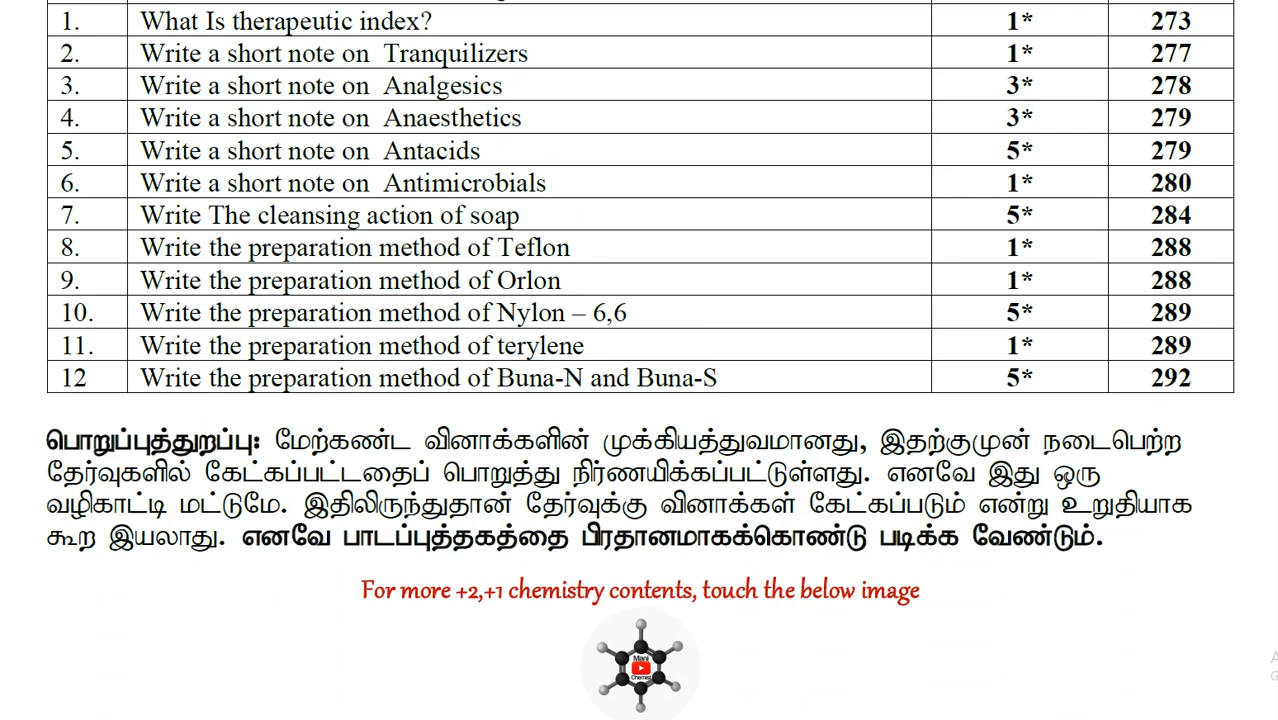 1. What Is therapeutic index? 1* 273
2. Write a short note on Tranquilizers 1* 277
3. Write a short note on Analgesics 3* 278
4. Write a short note on Anaesthetics 3* 279
5. Write a short note on Antacids 5* 279
6. Write a short note on Antimicrobials 1* 280
7. Write The cleansing action of soap 5* 284
8. Write the preparation method of Teflon 1* 288
9. Write the preparation method of Orlon 1* 288
10. Write the preparation method of Nylon – 6,6 5* 289
11. Write the preparation method of terylene 1* 289
12 Write the preparation method of Buna-N and Buna-S 5* 292
பொறுப்புத்துறப்பு: மேற்கண்ட வினாக்களின் முக்கியத்துவமானது, இதற்குமுன் நடைபெற்ற
தேர்வுகளில் கேட்கப்பட்டதைப் பொறுத்து நிர்ணயிக்கப்பட்டுள்ளது. எனவே இது ஒரு
வழிகாட்டி மட்டுமே. இதிலிருந்துதான் தேர்வுக்கு வினாக்கள் கேட்கப்படும் என்று உறுதியாக
கூற இயலாது. எனவே பாடப்புத்தகத்தை பிரதானமாகக்கொண்டு படிக்க வேண்டும்.
For more +2,+1 chemistry contents, touch the below image
Mani
Chemist